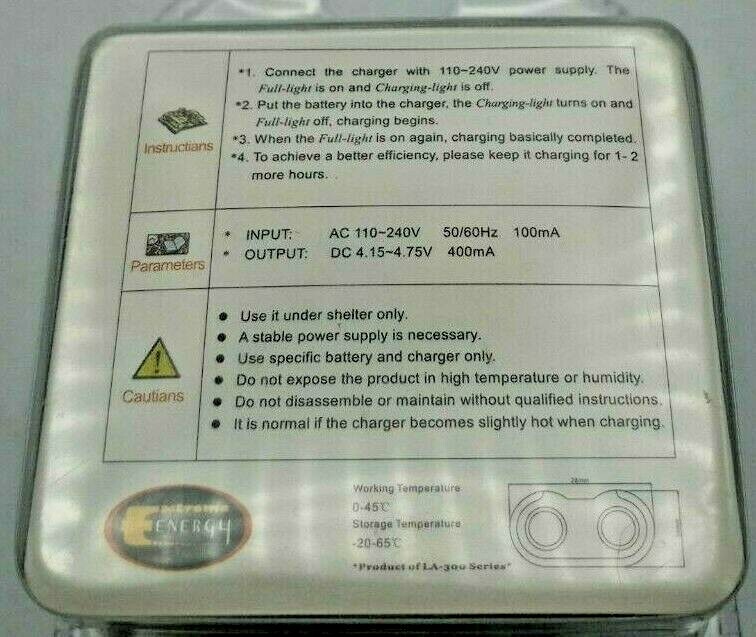 *1. Connect the charger with 110~240V power supply. The
Full-light is on and Charging-light is off.
*2. Put the battery into the charger, the Charging-light turns on and
Full-light off, charging begins.
*3. When the Full-light is on again, charging basically completed.
*4. To achieve a better efficiency, please keep it charging for 1-2
more hours.
Instructians
* INPUT: AC 110~240V 50/60Hz 100mA
* OUTPUT: DC 4.15~4.75V 400mA
Parameters
● Use it under shelter only.
● A stable power supply is necessary.
● Use specific battery and charger only.
● Do not expose the product in high temperature or humidity.
● Do not disassemble or maintain without qualified instructions.
● It is normal if the charger becomes slightly hot when charging.
Cautians
ENERGY
Working Temperature
0-45℃
Storage Temperature
-20-65℃
"Product of LA-300 Series"